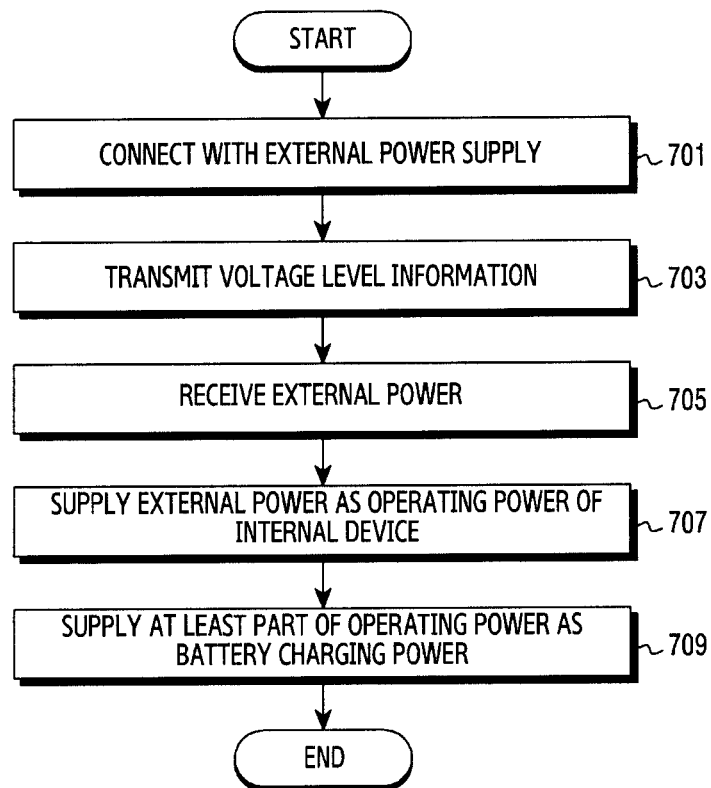 START
CONNECT WITH EXTERNAL POWER SUPPLY
701
TRANSMIT VOLTAGE LEVEL INFORMATION
703
RECEIVE EXTERNAL POWER
705
SUPPLY EXTERNAL POWER AS OPERATING POWER OF
INTERNAL DEVICE
707
SUPPLY AT LEAST PART OF OPERATING POWER AS
BATTERY CHARGING POWER
709
END